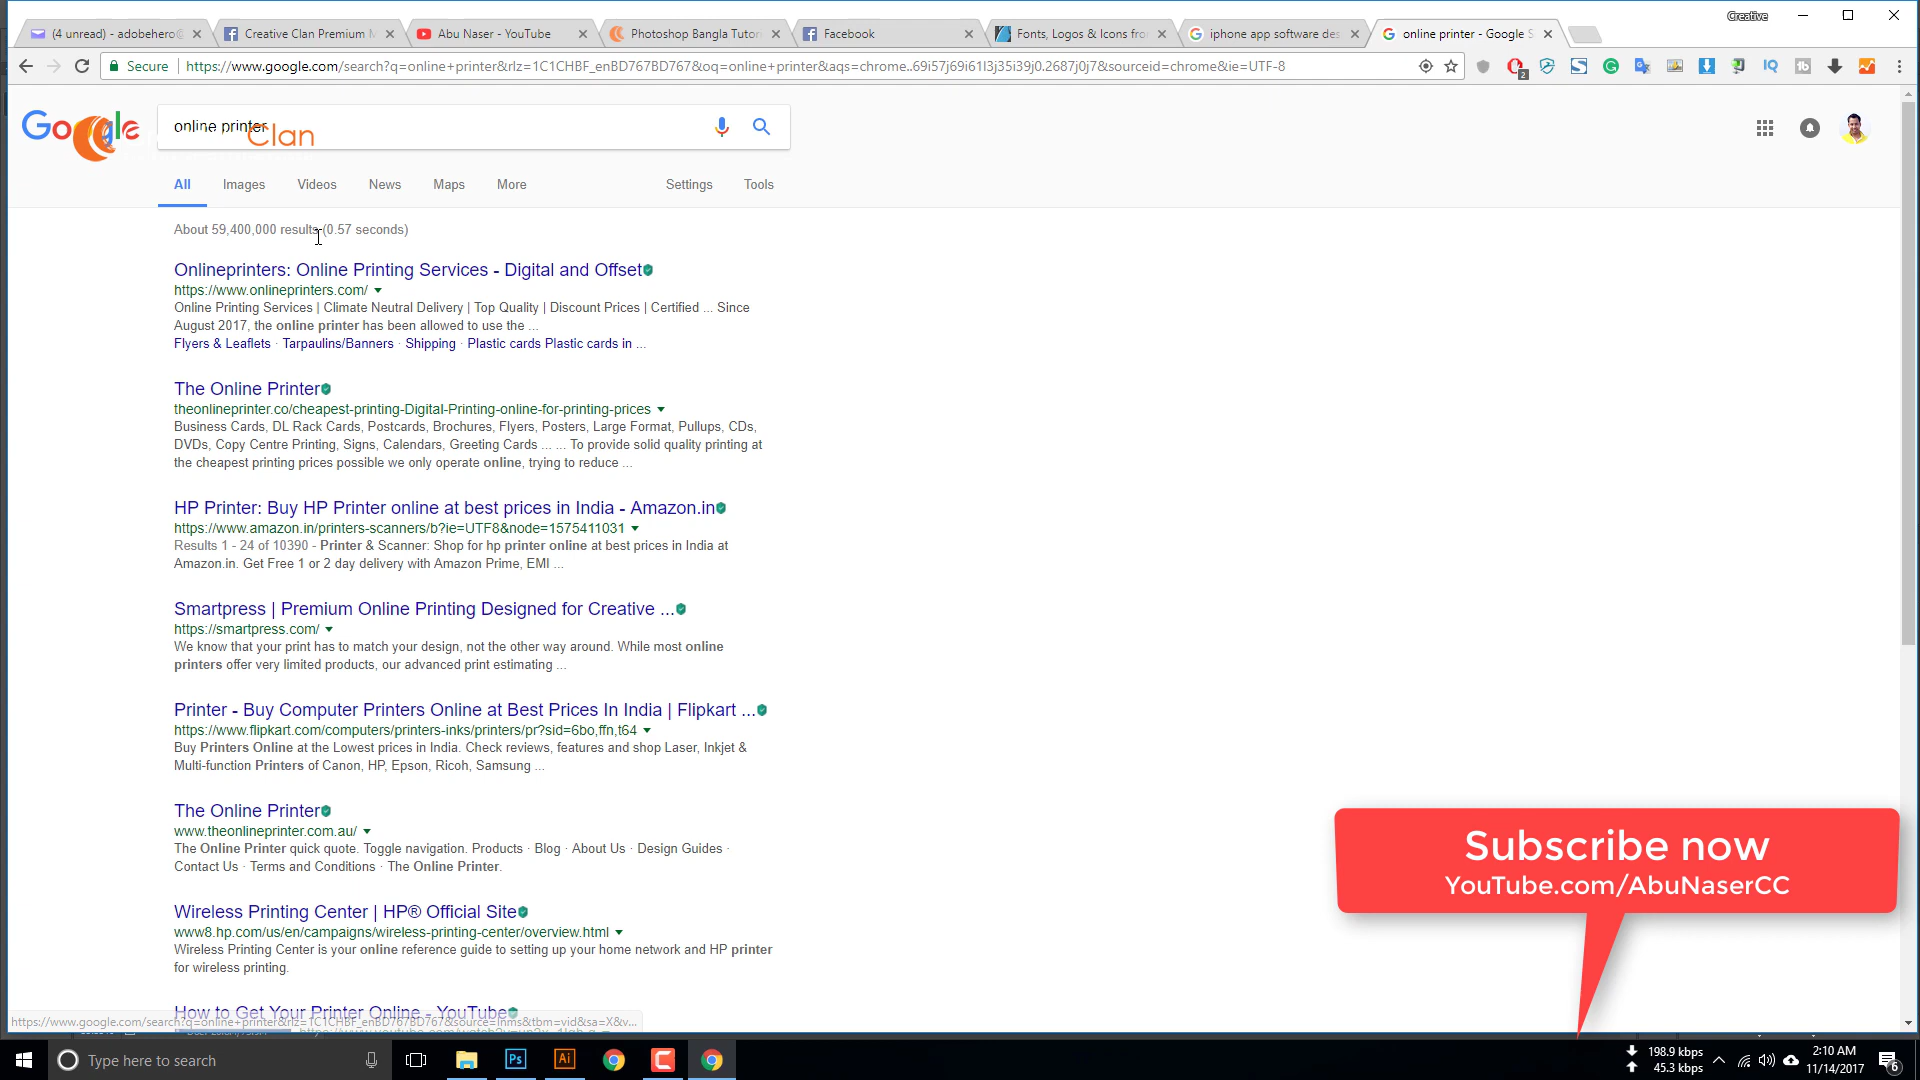 Creative
(4 unread) - adobehero
Creative Clan Premium M
Abu Naser - YouTube
Photoshop Bangla Tutor
Facebook
Fonts, Logos & Icons fro
iphone app software des
online printer - Google S
Secure
https://www.google.com/search?q=online+printer&rlz=1C1CHBF_enBD767BD767&oq=online+printer&aqs=chrome..69i57j69i61l3j35i39j0.2687j0j7&sourceid=chrome&ie=UTF-8
2
Google
online printer
Clan
All
Images
Videos
News
Maps
More
Settings
Tools
About 59,400,000 results (0.57 seconds)
Onlineprinters: Online Printing Services - Digital and Offset
https://www.onlineprinters.com/
Online Printing Services | Climate Neutral Delivery | Top Quality | Discount Prices | Certified ... Since
August 2017, the online printer has been allowed to use the ...
Flyers & Leaflets · Tarpaulins/Banners · Shipping · Plastic cards Plastic cards in ...
The Online Printer
theonlineprinter.co/cheapest-printing-Digital-Printing-online-for-printing-prices
Business Cards, DL Rack Cards, Postcards, Brochures, Flyers, Posters, Large Format, Pullups, CDs,
DVDs, Copy Centre Printing, Signs, Calendars, Greeting Cards ... ... To provide solid quality printing at
the cheapest printing prices possible we only operate online, trying to reduce ...
HP Printer: Buy HP Printer online at best prices in India - Amazon.in
https://www.amazon.in/printers-scanners/b?ie=UTF8&node=1575411031
Results 1 - 24 of 10390 - Printer & Scanner: Shop for hp printer online at best prices in India at
Amazon.in. Get Free 1 or 2 day delivery with Amazon Prime, EMI ...
Smartpress | Premium Online Printing Designed for Creative ...
https://smartpress.com/
We know that your print has to match your design, not the other way around. While most online
printers offer very limited products, our advanced print estimating ...
Printer - Buy Computer Printers Online at Best Prices In India | Flipkart ...
https://www.flipkart.com/computers/printers-inks/printers/pr?sid=6bo,ffn,t64
Buy Printers Online at the Lowest prices in India. Check reviews, features and shop Laser, Inkjet &
Multi-function Printers of Canon, HP, Epson, Ricoh, Samsung ...
The Online Printer
www.theonlineprinter.com.au/
The Online Printer quick quote. Toggle navigation. Products · Blog · About Us · Design Guides ·
Contact Us · Terms and Conditions · The Online Printer.
Wireless Printing Center | HP® Official Site
www8.hp.com/us/en/campaigns/wireless-printing-center/overview.html
Wireless Printing Center is your online reference guide to setting up your home network and HP printer
for wireless printing.
How to Get Your Printer Online - YouTube
https://www.google.com/search?q=online+printer&rlz=1C1CHBF_enBD767BD767&source=lnms&tbm=vid&sa=X&v...
Subscribe now
YouTube.com/AbuNaserCC
Type here to search
Ps
Ai
198.9 kbps
45.3 kbps
2:10 AM
11/14/2017
6